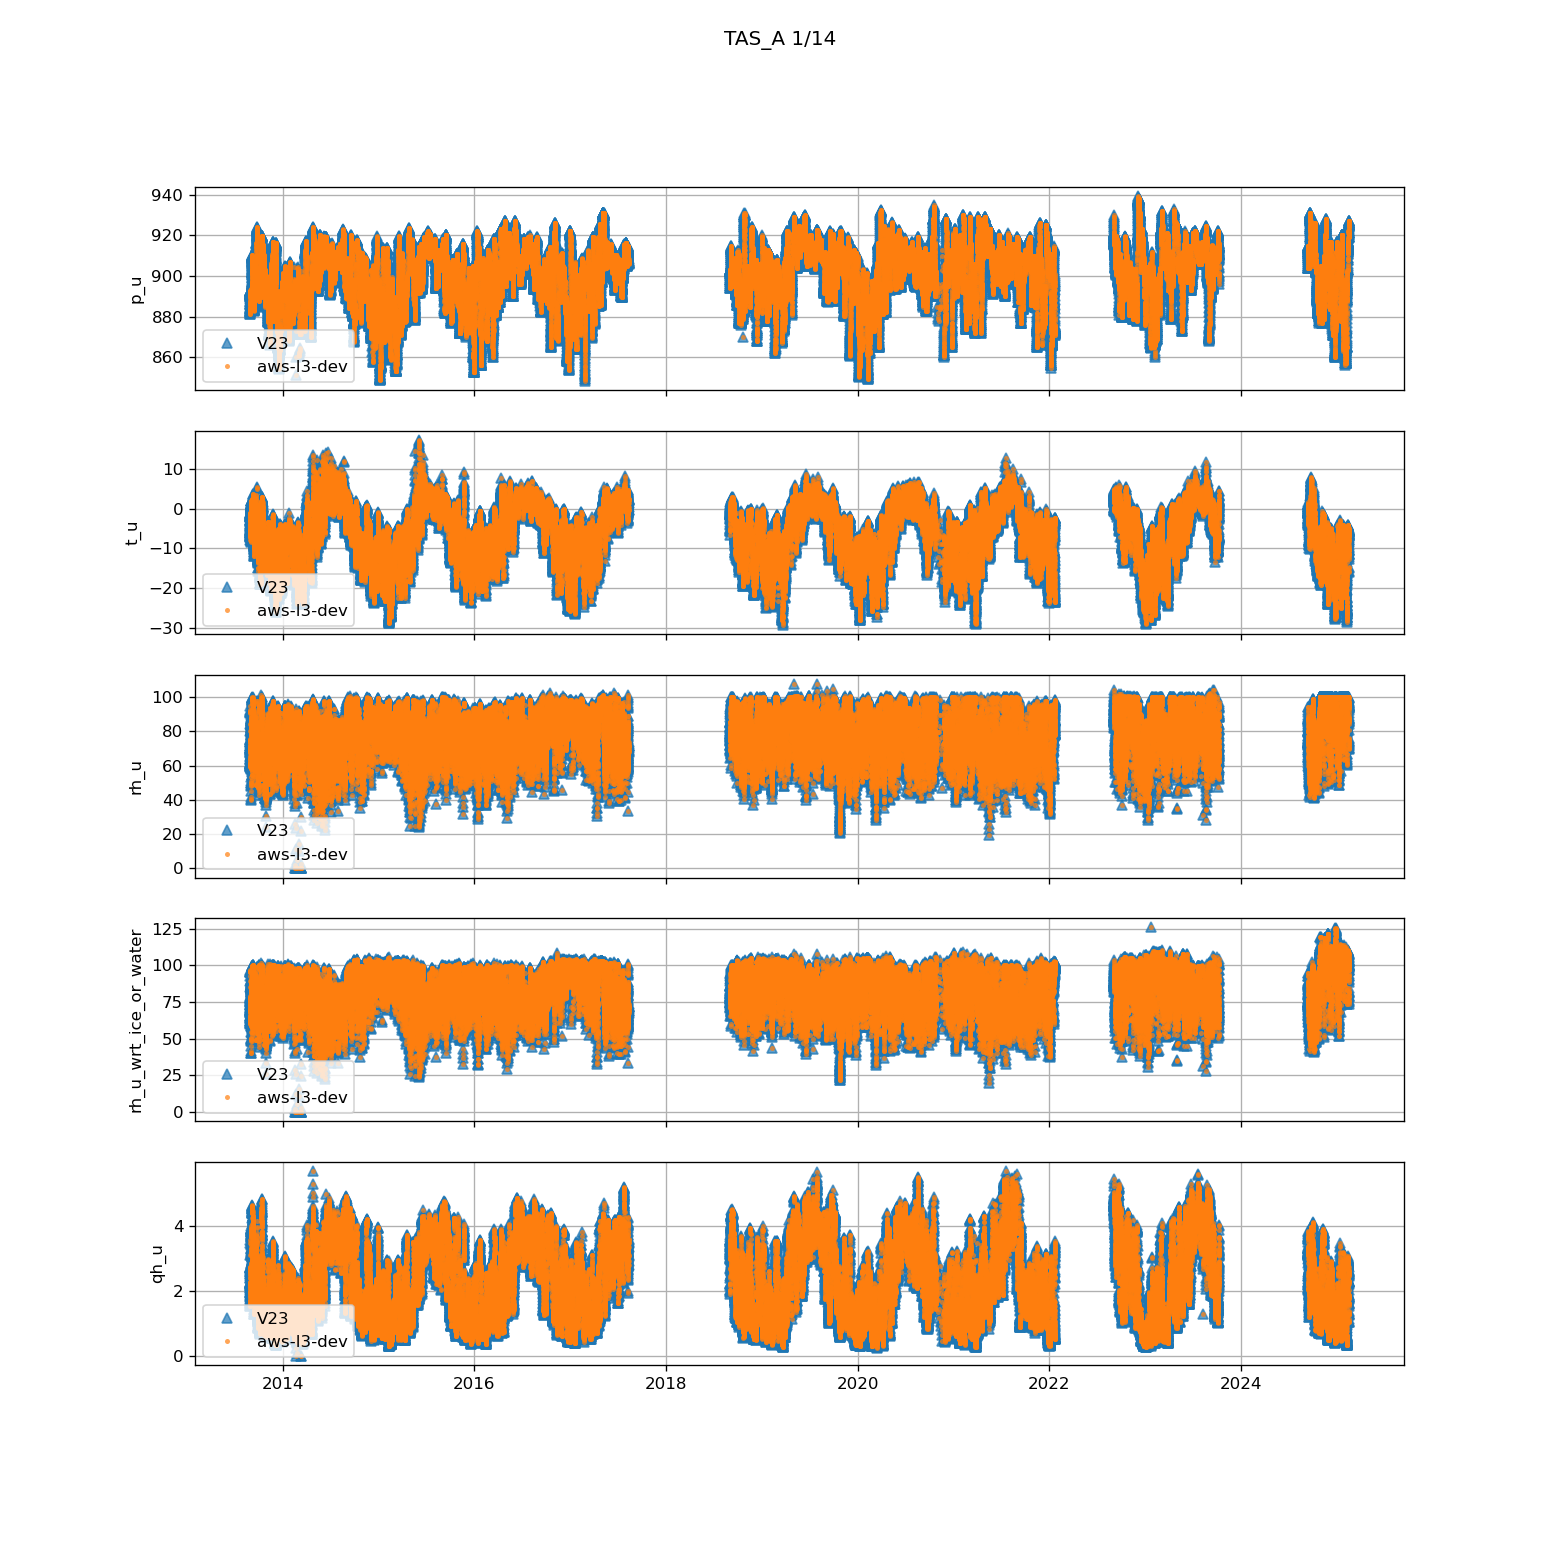 TAS_A 1/14
940
920
900
880
860
p_u
V23
aws-l3-dev
10
0
−10
−20
−30
t_u
V23
aws-l3-dev
100
80
60
40
20
0
rh_u
V23
aws-l3-dev
125
100
75
50
25
0
rh_u_wrt_ice_or_water
V23
aws-l3-dev
4
2
0
qh_u
V23
aws-l3-dev
2014 2016 2018 2020 2022 2024